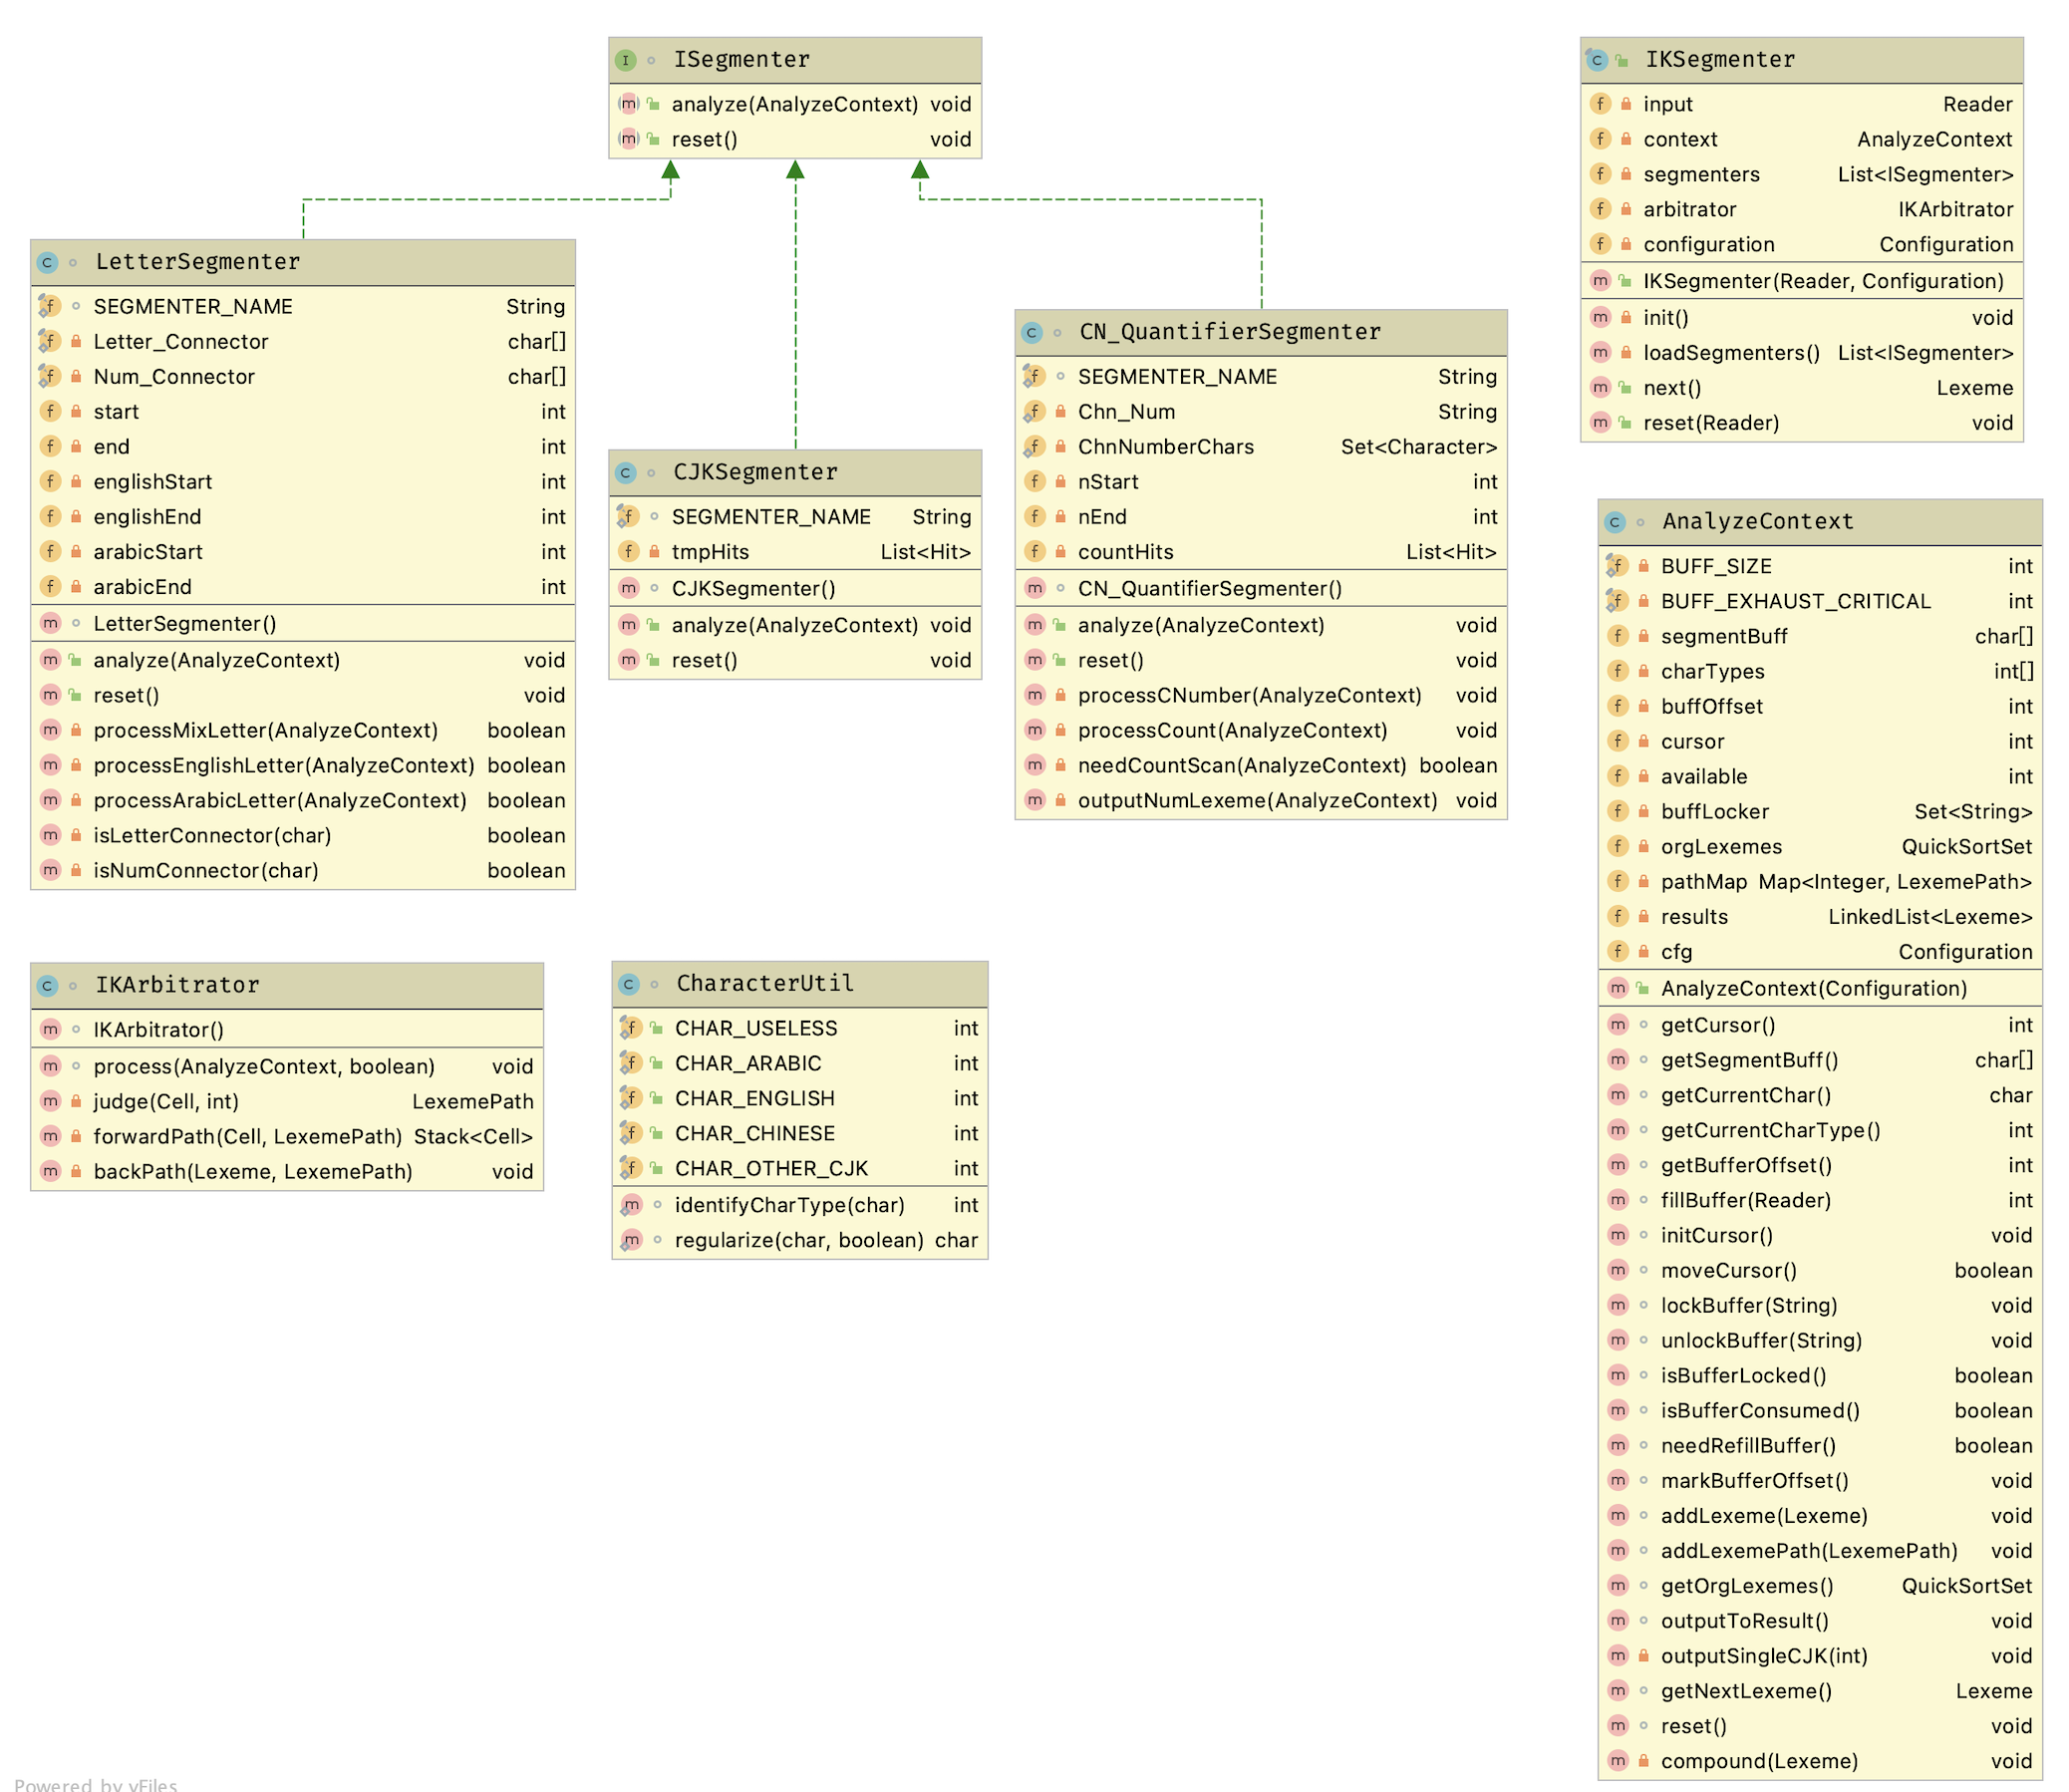 ISegmenter
analyze(AnalyzeContext) void
reset() void
IKSegmenter
input Reader
context AnalyzeContext
segmenters List<ISegmenter>
arbitrator IKArbitrator
configuration Configuration
IKSegmenter(Reader, Configuration)
init() void
loadSegmenters() List<ISegmenter>
next() Lexeme
reset(Reader) void
LetterSegmenter
SEGMENTER_NAME String
Letter_Connector char[]
Num_Connector char[]
start int
end int
englishStart int
englishEnd int
arabicStart int
arabicEnd int
LetterSegmenter()
analyze(AnalyzeContext) void
reset() void
processMixLetter(AnalyzeContext) boolean
processEnglishLetter(AnalyzeContext) boolean
processArabicLetter(AnalyzeContext) boolean
isLetterConnector(char) boolean
isNumConnector(char) boolean
CJKSegmenter
SEGMENTER_NAME String
tmpHits List<Hit>
CJKSegmenter()
analyze(AnalyzeContext) void
reset() void
CN_QuantifierSegmenter
SEGMENTER_NAME String
Chn_Num String
ChnNumberChars Set<Character>
nStart int
nEnd int
countHits List<Hit>
CN_QuantifierSegmenter()
analyze(AnalyzeContext) void
reset() void
processCNumber(AnalyzeContext) void
processCount(AnalyzeContext) void
needCountScan(AnalyzeContext) boolean
outputNumLexeme(AnalyzeContext) void
AnalyzeContext
BUFF_SIZE int
BUFF_EXHAUST_CRITICAL int
segmentBuff char[]
charTypes int[]
buffOffset int
cursor int
available int
buffLocker Set<String>
orgLexemes QuickSortSet
pathMap Map<Integer, LexemePath>
results LinkedList<Lexeme>
cfg Configuration
AnalyzeContext(Configuration)
getCursor() int
getSegmentBuff() char[]
getCurrentChar() char
getCurrentCharType() int
getBufferOffset() int
fillBuffer(Reader) int
initCursor() void
moveCursor() boolean
lockBuffer(String) void
unlockBuffer(String) void
isBufferLocked() boolean
isBufferConsumed() boolean
needRefillBuffer() boolean
markBufferOffset() void
addLexeme(Lexeme) void
addLexemePath(LexemePath) void
getOrgLexemes() QuickSortSet
outputToResult() void
outputSingleCJK(int) void
getNextLexeme() Lexeme
reset() void
compound(Lexeme) void
IKArbitrator
IKArbitrator()
process(AnalyzeContext, boolean) void
judge(Cell, int) LexemePath
forwardPath(Cell, LexemePath) Stack<Cell>
backPath(Lexeme, LexemePath) void
CharacterUtil
CHAR_USELESS int
CHAR_ARABIC int
CHAR_ENGLISH int
CHAR_CHINESE int
CHAR_OTHER_CJK int
identifyCharType(char) int
regularize(char, boolean) char
Powered by yFiles